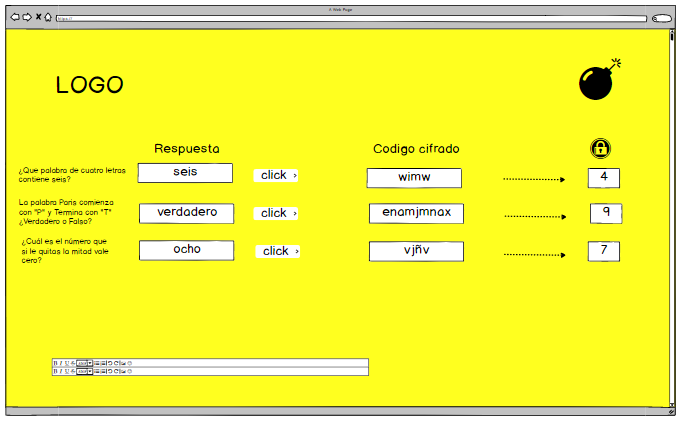 A Web Page
https://
LOGO
Respuesta
Codigo cifrado
¿Que palabra de cuatro letras
contiene seis?
seis
click ›
wimw
4
La palabra Paris comienza
con "P" y Termina con "T"
¿Verdadero o Falso?
verdadero
click ›
enamjmnax
9
¿Cuál es el número que
si le quitas la mitad vale
cero?
ocho
click ›
vjñv
7